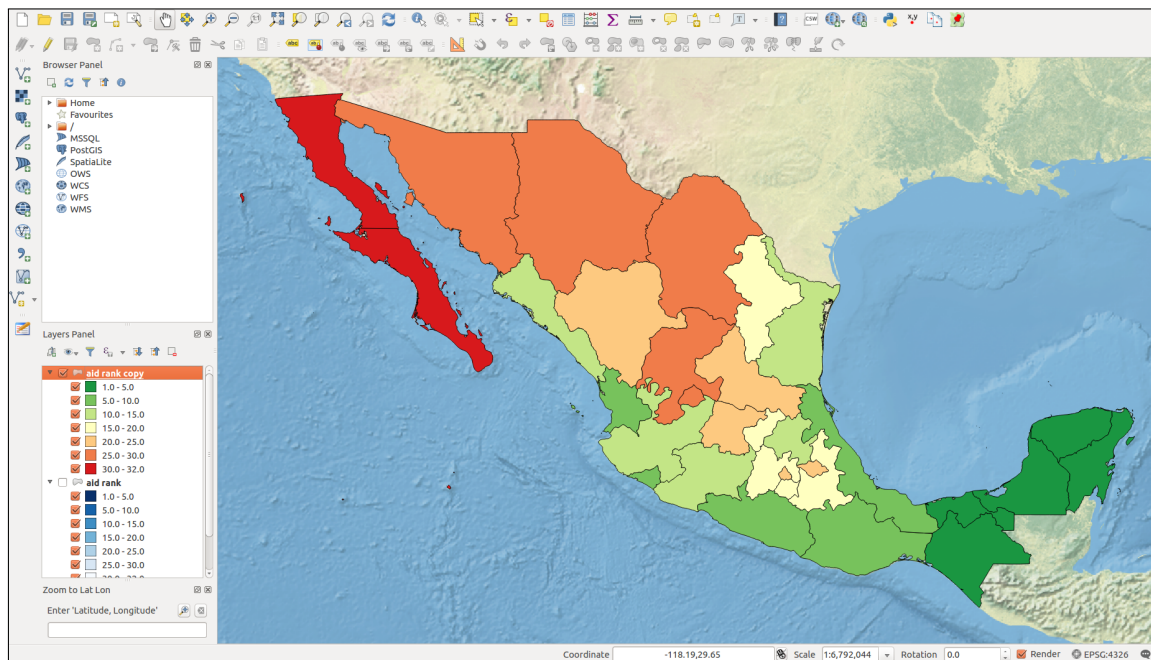 Browser Panel
Home
Favourites
/
MSSQL
PostGIS
SpatiaLite
OWS
WCS
WFS
WMS
Layers Panel
aid rank copy
1.0 - 5.0
5.0 - 10.0
10.0 - 15.0
15.0 - 20.0
20.0 - 25.0
25.0 - 30.0
30.0 - 32.0
aid rank
1.0 - 5.0
5.0 - 10.0
10.0 - 15.0
15.0 - 20.0
20.0 - 25.0
25.0 - 30.0
Zoom to Lat Lon
Enter 'Latitude, Longitude'
Coordinate -118.19,29.65 Scale 1:6,792,044 Rotation 0.0 Render EPSG:4326